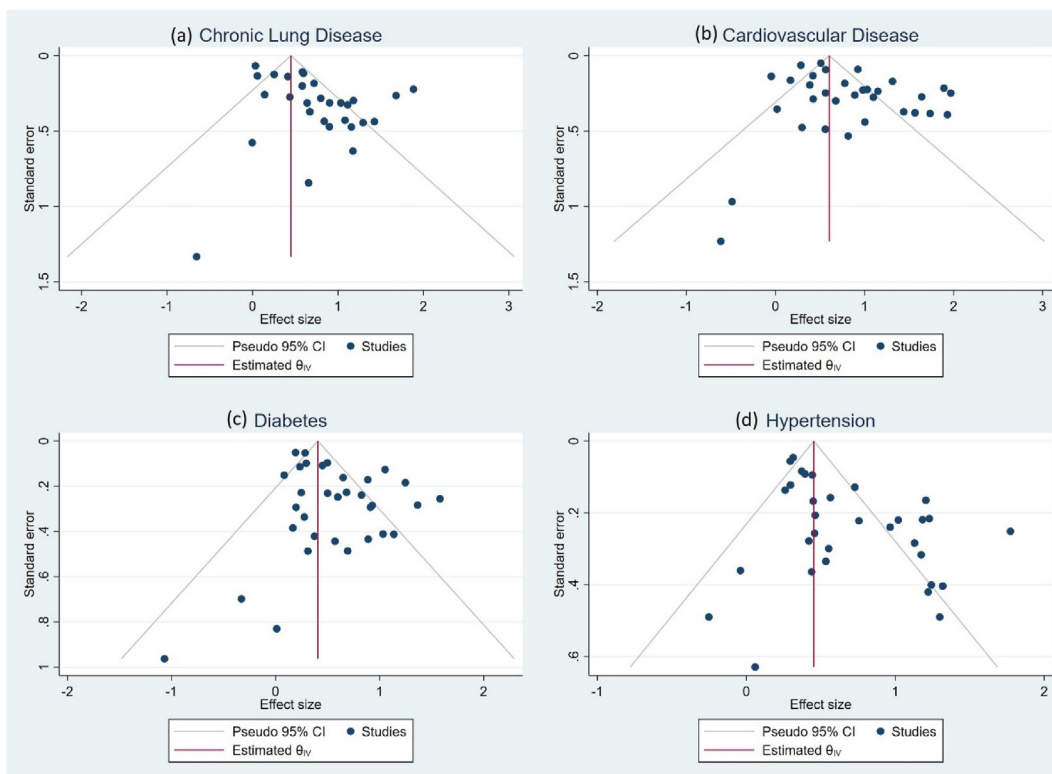 (a) Chronic Lung Disease
Standard error
0
.5
1
1.5
-2 -1 0 1 2 3
Effect size
Pseudo 95% CI Studies
Estimated θIV
(b) Cardiovascular Disease
Standard error
0
.5
1
1.5
-2 -1 0 1 2 3
Effect size
Pseudo 95% CI Studies
Estimated θIV
(c) Diabetes
Standard error
0
.2
.4
.6
.8
1
-2 -1 0 1 2
Effect size
Pseudo 95% CI Studies
Estimated θIV
(d) Hypertension
Standard error
0
.2
.4
.6
-1 0 1 2
Effect size
Pseudo 95% CI Studies
Estimated θIV